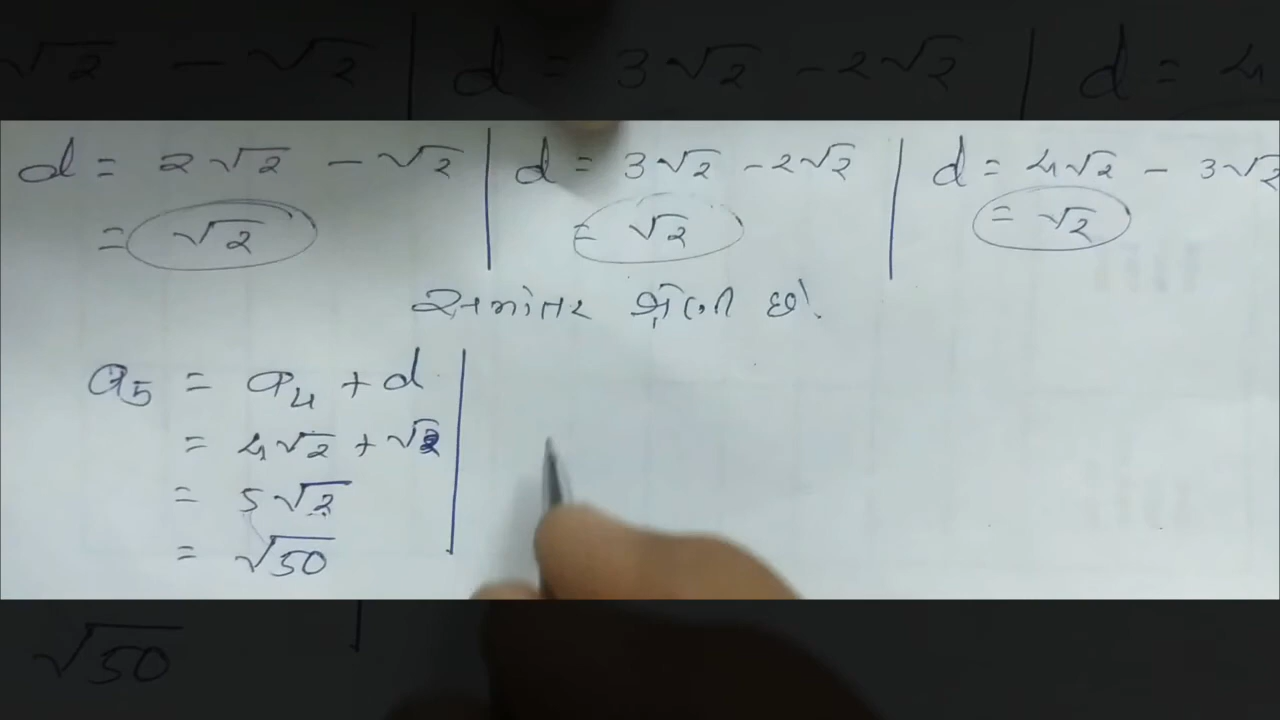 d = 2√2 - √2 | d = 3√2 - 2√2 | d = 4√2 - 3√2
= √2 | = √2 | = √2
સમાંતર શ્રેણી છે.
a₅ = a₄ + d
= 4√2 + √2
= 5√2
= √50